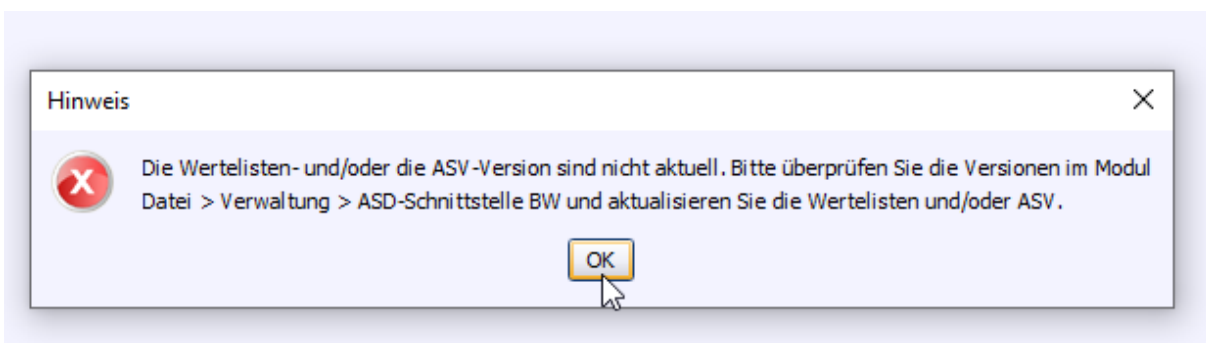 Hinweis
Die Wertelisten- und/oder die ASV-Version sind nicht aktuell. Bitte überprüfen Sie die Versionen im Modul
Datei > Verwaltung > ASD-Schnittstelle BW und aktualisieren Sie die Wertelisten und/oder ASV.
OK